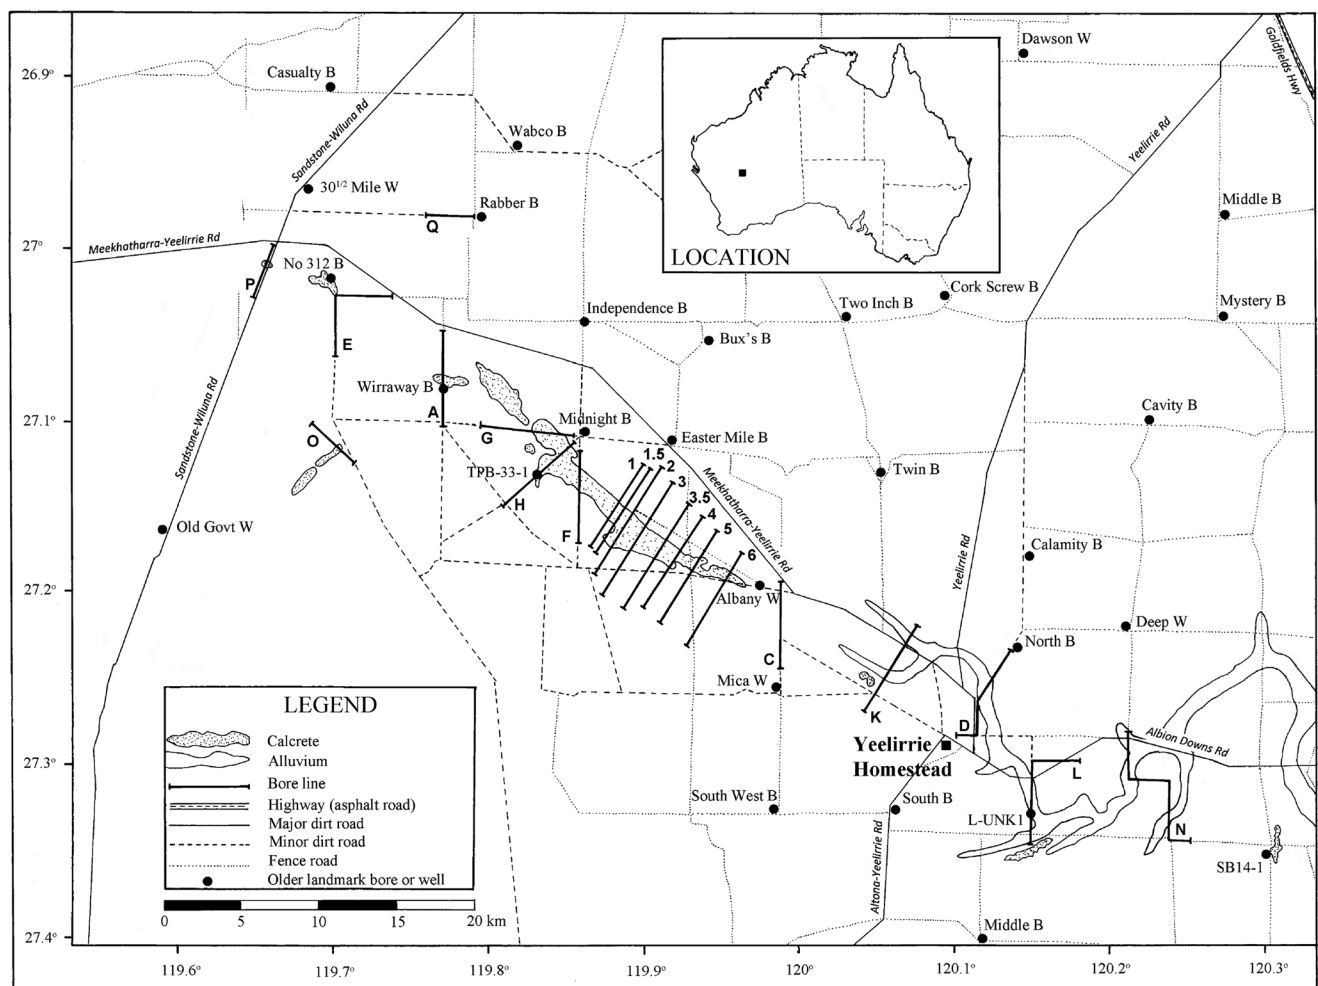 Dawson W
Goldfields Hwy
26.9°
Casualty B
Sandstone-Wiluna Rd
Wabco B
Yeelirrie Rd
30 1/2 Mile W
Rabber B
Middle B
Q
LOCATION
27°
Meekhatharra-Yeelirrie Rd
No 312 B
P
Cork Screw B
Independence B
Two Inch B
Mystery B
E
Bux's B
Wirraway B
Sandstone-Wiluna Rd
A
Midnight B
Cavity B
27.1°
G
Easter Mile B
O
1
1.5
2
TPB-33-1
Meekhatharra-Yeelirrie Rd
Twin B
3
H
3.5
4
Old Govt W
F
5
6
Calamity B
Yeelirrie Rd
27.2°
Albany W
Deep W
North B
C
Mica W
K
D
LEGEND
Calcrete
Alluvium
Bore line
Highway (asphalt road)
Major dirt road
Minor dirt road
Fence road
Older landmark bore or well
0 5 10 15 20 km
Yeelirrie
Homestead
Albion Downs Rd
27.3°
L
South West B
South B
L-UNK1
N
SB14-1
Altona-Yeelirrie Rd
Middle B
27.4°
119.6° 119.7° 119.8° 119.9° 120° 120.1° 120.2° 120.3°